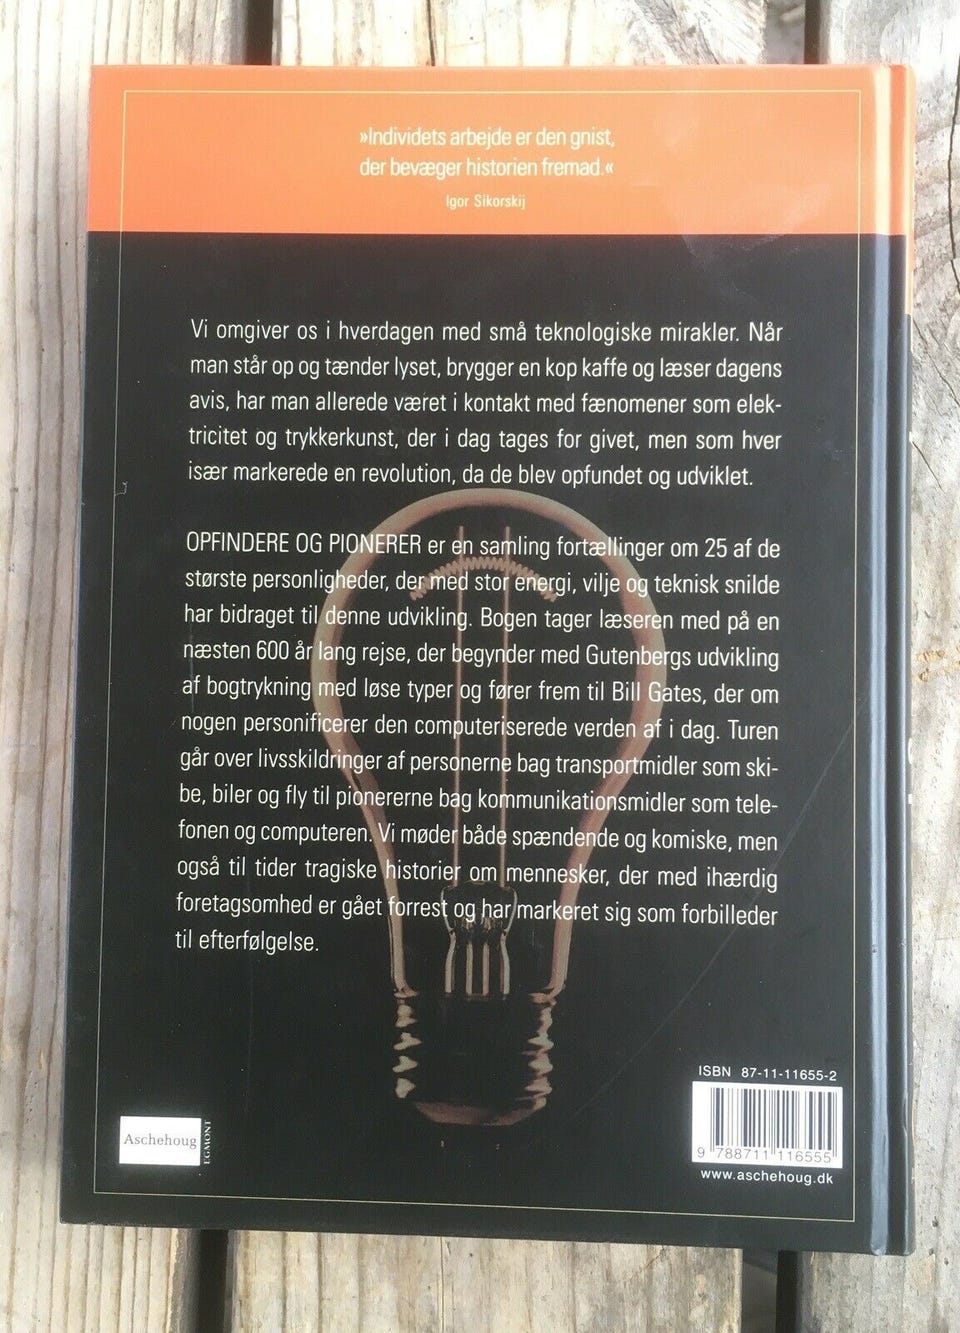 »Individets arbejde er den gnist,
der bevæger historien fremad.«
Igor Sikorskij
Vi omgiver os i hverdagen med små teknologiske mirakler. Når
man står op og tænder lyset, brygger en kop kaffe og læser dagens
avis, har man allerede været i kontakt med fænomener som elek-
tricitet og trykkerkunst, der i dag tages for givet, men som hver
især markerede en revolution, da de blev opfundet og udviklet.
OPFINDERE OG PIONERER er en samling fortællinger om 25 af de
største personligheder, der med stor energi, vilje og teknisk snilde
har bidraget til denne udvikling. Bogen tager læseren med på en
næsten 600 år lang rejse, der begynder med Gutenbergs udvikling
af bogtrykning med løse typer og fører frem til Bill Gates, der om
nogen personificerer den computeriserede verden af i dag. Turen
går over livsskildringer af personerne bag transportmidler som ski-
be, biler og fly til pionererne bag kommunikationsmidler som tele-
fonen og computeren. Vi møder både spændende og komiske, men
også til tider tragiske historier om mennesker, der med ihærdig
foretagsomhed er gået forrest og har markeret sig som forbilleder
til efterfølgelse.
ISBN 87-11-11655-2
9 788711 116555
www.aschehoug.dk
Aschehoug
EGMONT